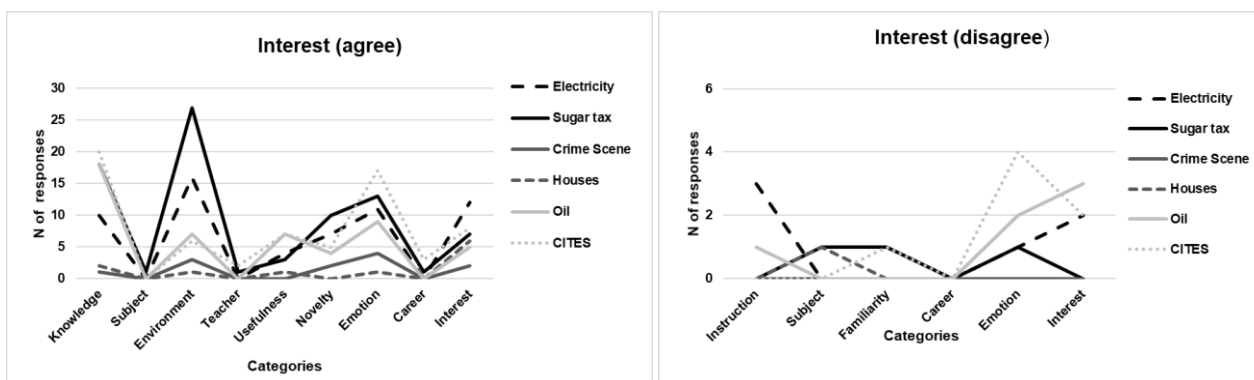 Interest (agree)
30
25
20
15
10
5
0
N of responses
Knowledge
Subject
Environment
Teacher
Usefulness
Novelty
Emotion
Career
Interest
Categories
Electricity
Sugar tax
Crime Scene
Houses
Oil
CITES
Interest (disagree)
6
4
2
0
N of responses
Instruction
Subject
Familiarity
Career
Emotion
Interest
Categories
Electricity
Sugar tax
Crime Scene
Houses
Oil
CITES